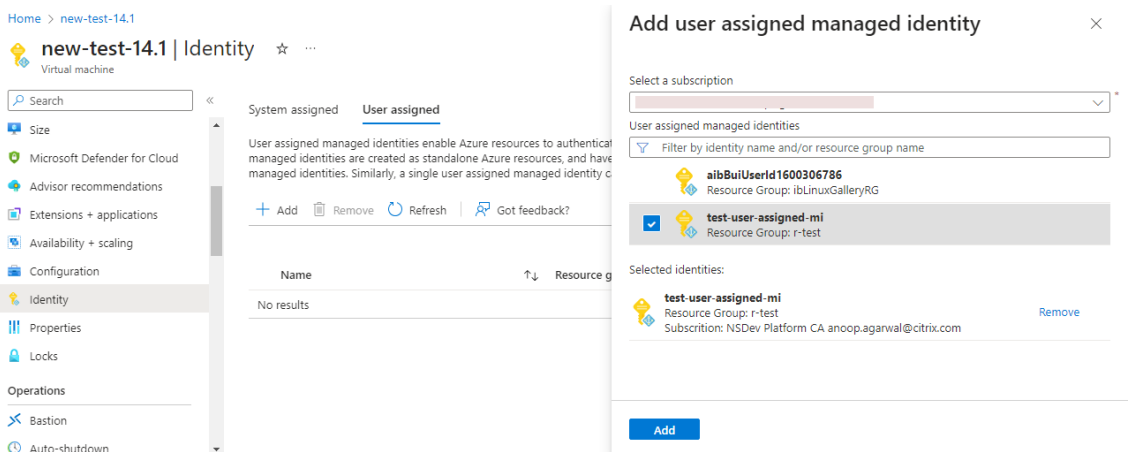 Home > new-test-14.1
new-test-14.1 | Identity
Virtual machine
Search
Size
Microsoft Defender for Cloud
Advisor recommendations
Extensions + applications
Availability + scaling
Configuration
Identity
Properties
Locks
Operations
Bastion
Auto-shutdown
System assigned
User assigned
User assigned managed identities enable Azure resources to authenticat
managed identities are created as standalone Azure resources, and have
managed identities. Similarly, a single user assigned managed identity c
Add
Remove
Refresh
Got feedback?
Name
Resource g
No results
Add user assigned managed identity
Select a subscription
*
User assigned managed identities
Filter by identity name and/or resource group name
aibBuiUserId1600306786
Resource Group: ibLinuxGalleryRG
test-user-assigned-mi
Resource Group: r-test
Selected identities:
test-user-assigned-mi
Resource Group: r-test
Remove
Subscrition: NSDev Platform CA anoop.agarwal@citrix.com
Add